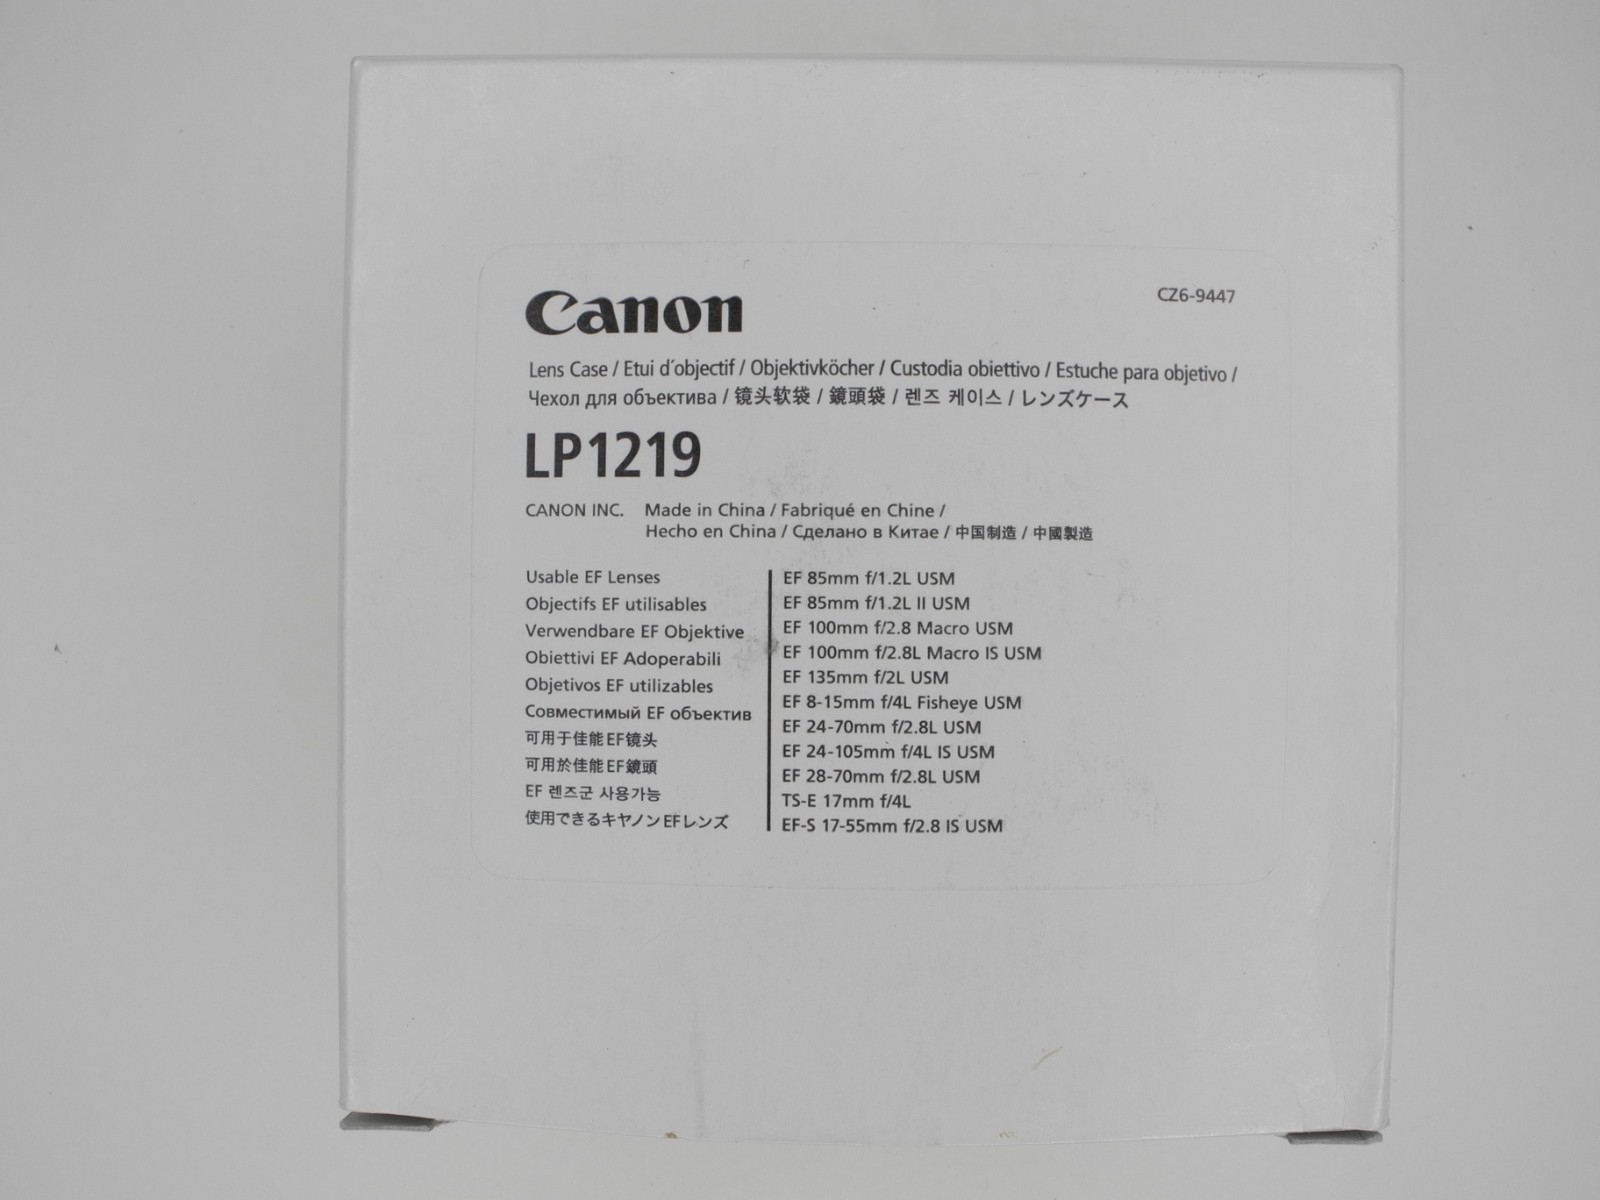 Canon
CZ6-9447
Lens Case / Etui d´objectif / Objektivköcher / Custodia obiettivo / Estuche para objetivo /
Чехол для объектива / 镜头软袋 / 鏡頭袋 / 렌즈 케이스 / レンズケース
LP1219
CANON INC. Made in China / Fabriqué en Chine /
Hecho en China / Сделано в Китае / 中国制造 / 中國製造
Usable EF Lenses
Objectifs EF utilisables
Verwendbare EF Objektive
Obiettivi EF Adoperabili
Objetivos EF utilizables
Совместимый EF объектив
可用于佳能EF镜头
可用於佳能EF鏡頭
EF 렌즈군 사용가능
使用できるキヤノンEFレンズ
EF 85mm f/1.2L USM
EF 85mm f/1.2L II USM
EF 100mm f/2.8 Macro USM
EF 100mm f/2.8L Macro IS USM
EF 135mm f/2L USM
EF 8-15mm f/4L Fisheye USM
EF 24-70mm f/2.8L USM
EF 24-105mm f/4L IS USM
EF 28-70mm f/2.8L USM
TS-E 17mm f/4L
EF-S 17-55mm f/2.8 IS USM